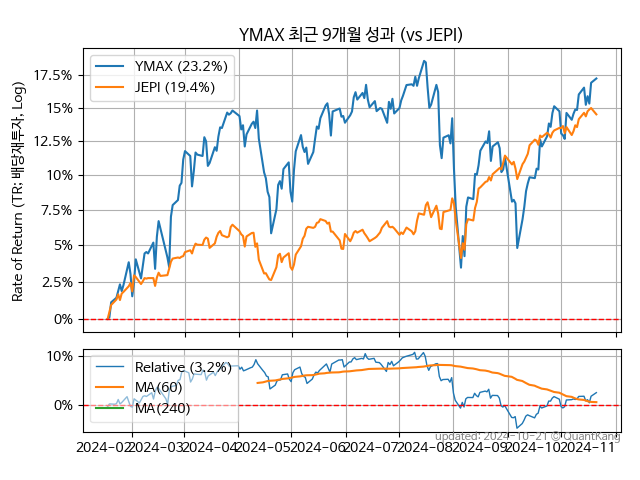 YMAX 최근 9개월 성과 (vs JEPI)
Rate of Return (TR: 배당재투자, Log)
17.5%
15%
12.5%
10%
7.5%
5%
2.5%
0%
YMAX (23.2%)
JEPI (19.4%)
10%
0%
Relative (3.2%)
MA(60)
MA(240)
2024-02
2024-03
2024-04
2024-05
2024-06
2024-07
2024-08
2024-09
2024-10
2024-11
updated: 2024-10-21 © QuantKang